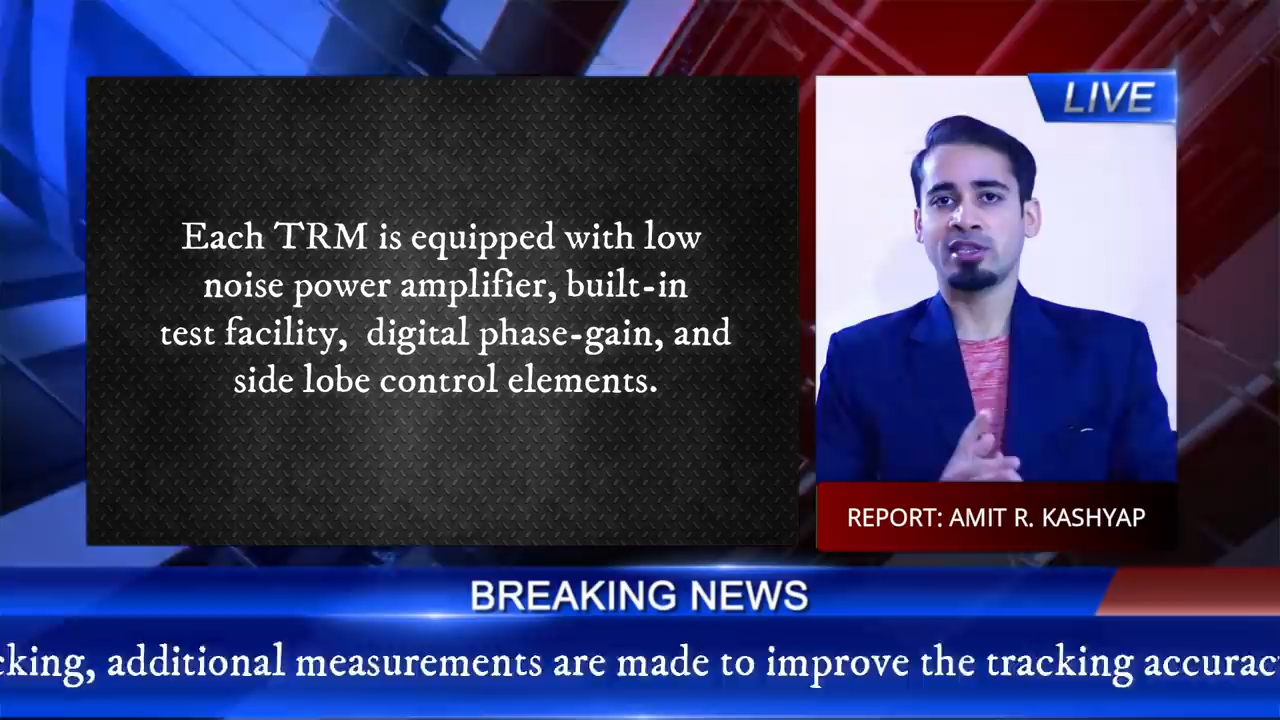 LIVE
Each TRM is equipped with low
noise power amplifier, built-in
test facility,  digital phase-gain, and
side lobe control elements.
REPORT: AMIT R. KASHYAP
BREAKING NEWS
cking, additional measurements are made to improve the tracking accurac